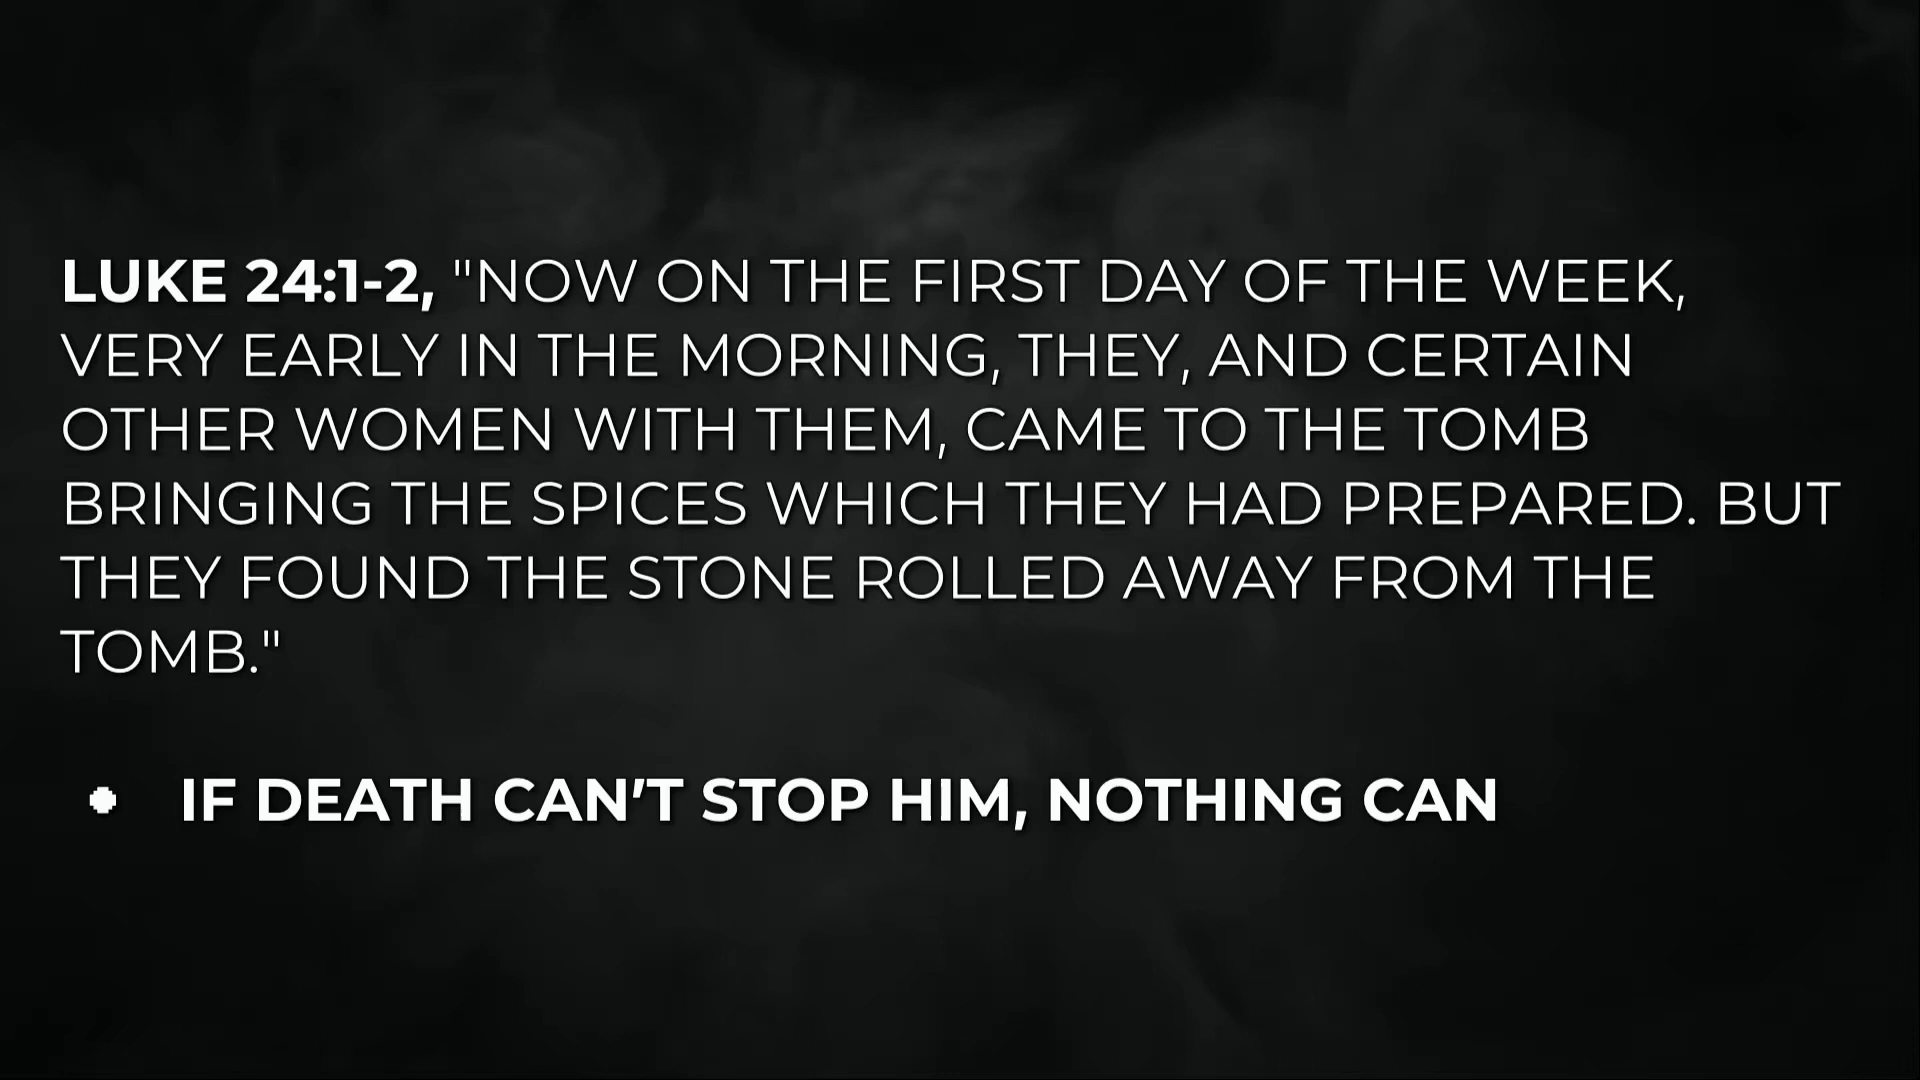 LUKE 24:1-2, "NOW ON THE FIRST DAY OF THE WEEK,
VERY EARLY IN THE MORNING, THEY, AND CERTAIN
OTHER WOMEN WITH THEM, CAME TO THE TOMB
BRINGING THE SPICES WHICH THEY HAD PREPARED. BUT
THEY FOUND THE STONE ROLLED AWAY FROM THE
TOMB."
• IF DEATH CAN'T STOP HIM, NOTHING CAN